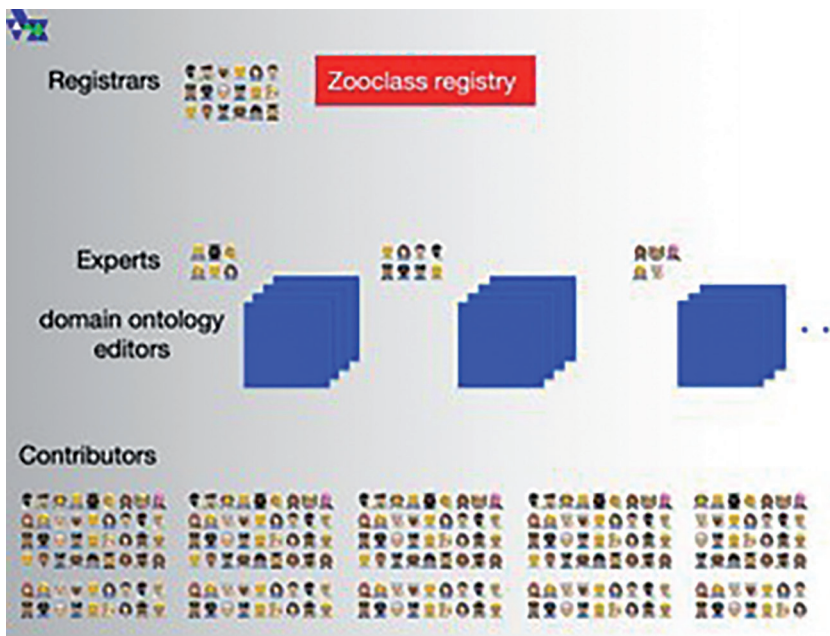 Registrars
Zooclass registry
Experts
domain ontology
editors
Contributors